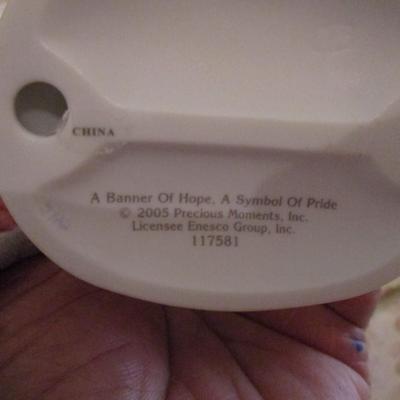 CHINA
A Banner Of Hope, A Symbol Of Pride
© 2005 Precious Moments, Inc.
Licensee Enesco Group, Inc.
117581